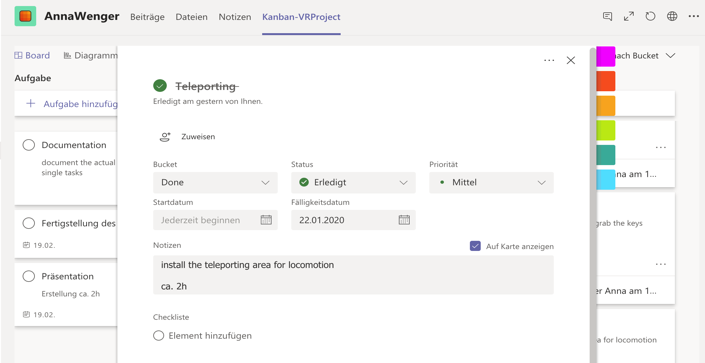 AnnaWenger
Beiträge
Dateien
Notizen
Kanban-VRProject
Board
Diagramm
nach Bucket
Aufgabe
Aufgabe hinzufüg
Documentation
document the actual
single tasks
Fertigstellung des
19.02.
Präsentation
Erstellung ca. 2h
19.02.
Teleporting
Erledigt am gestern von Ihnen.
Zuweisen
Bucket
Status
Priorität
Done
Erledigt
Mittel
Startdatum
Fälligkeitsdatum
Jederzeit beginnen
22.01.2020
Notizen
Auf Karte anzeigen
install the teleporting area for locomotion
ca. 2h
Checkliste
Element hinzufügen
nna am 1...
grab the keys
er Anna am 1...
ea for locomotion